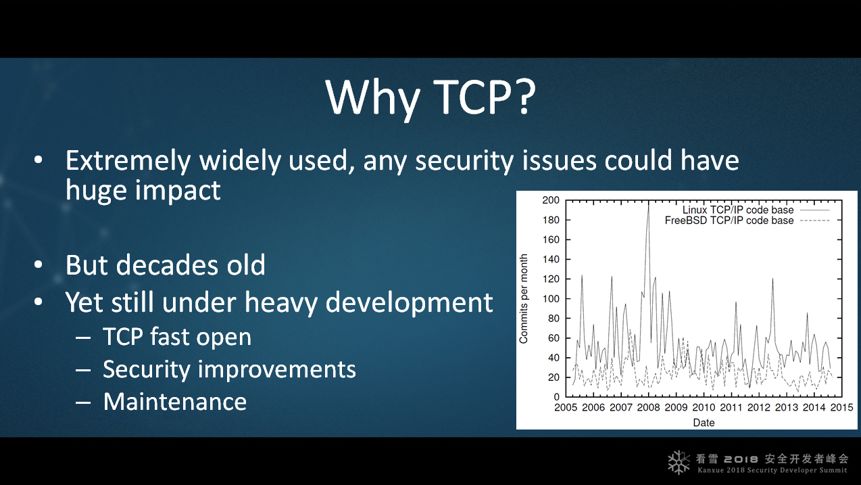 Why TCP?
• Extremely widely used, any security issues could have
huge impact
• But decades old
• Yet still under heavy development
– TCP fast open
– Security improvements
– Maintenance
Linux TCP/IP code base
FreeBSD TCP/IP code base
Commits per month
200
180
160
140
120
100
80
60
40
20
0
2005 2006 2007 2008 2009 2010 2011 2012 2013 2014 2015
Date
看雪 2018 安全开发者峰会
Kanxue 2018 Security Developer Summit